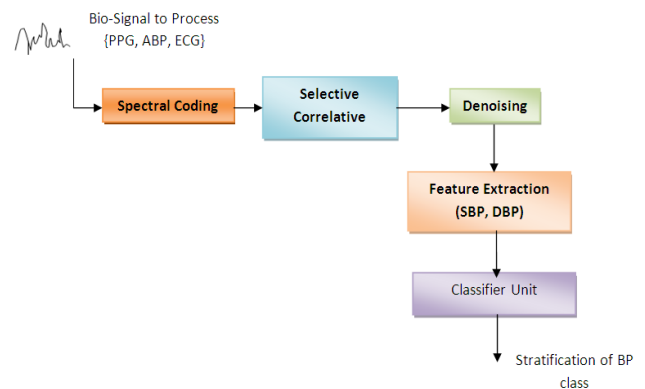 Bio-Signal to Process
{PPG, ABP, ECG}
Spectral Coding
Selective
Correlative
Denoising
Feature Extraction
(SBP, DBP)
Classifier Unit
Stratification of BP
class